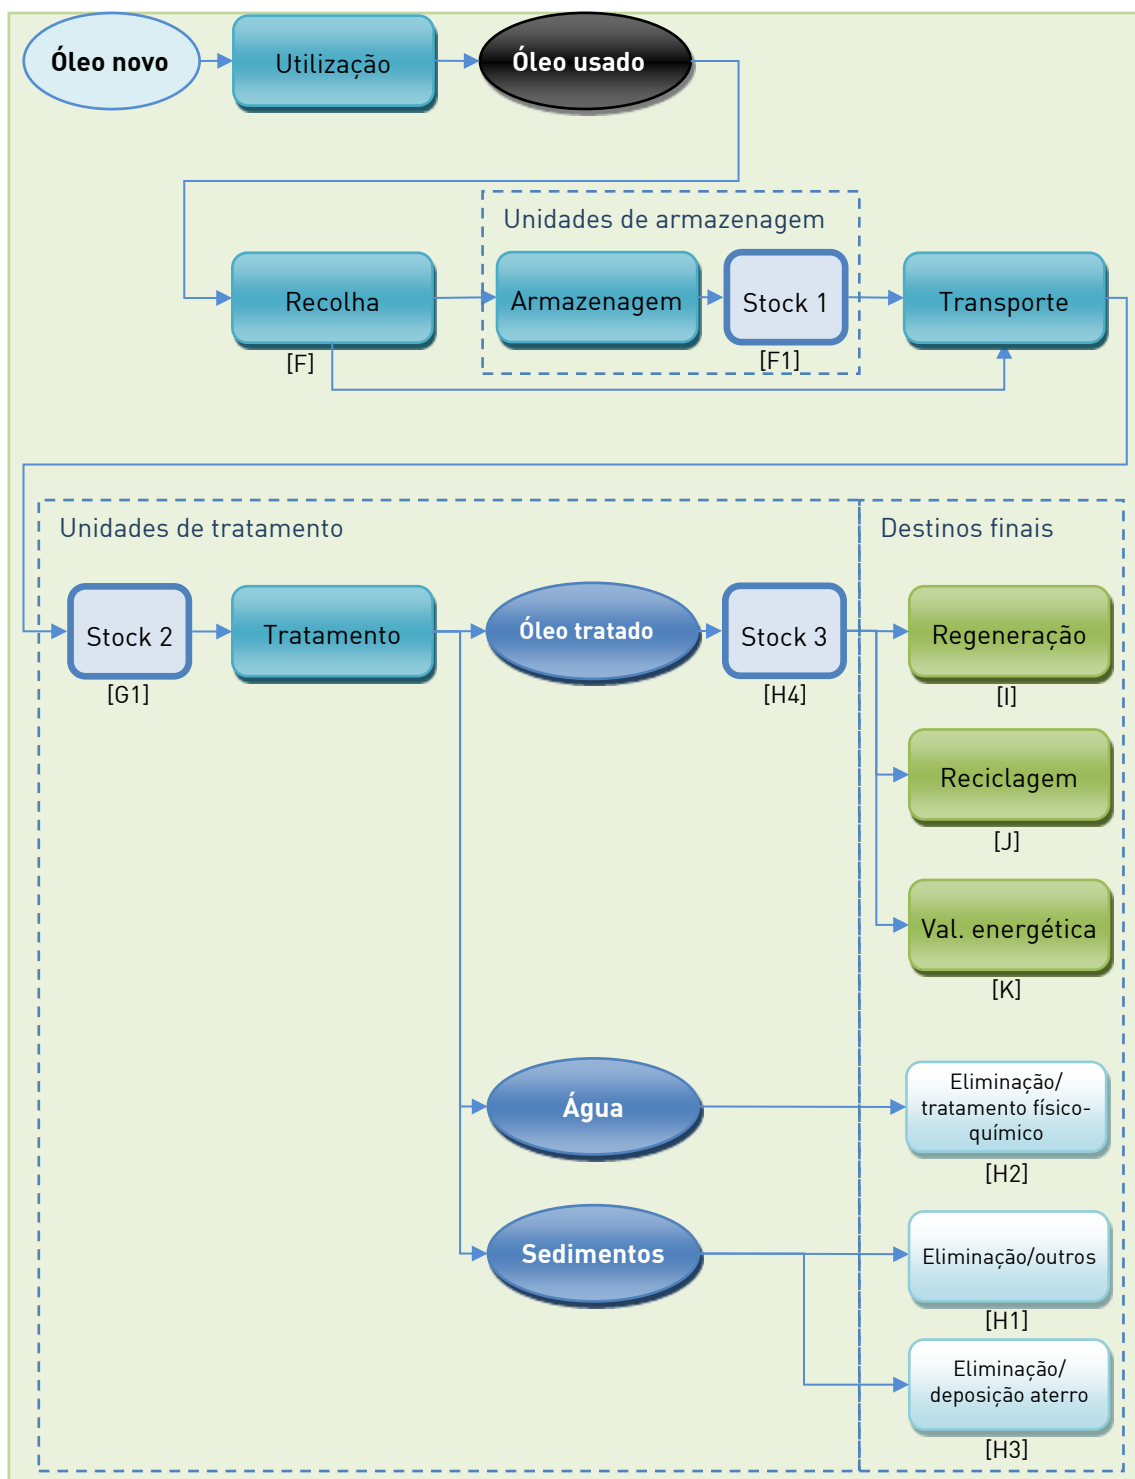 Óleo novo
Utilização
Óleo usado
Unidades de armazenagem
Recolha
Armazenagem
Stock 1
Transporte
[F]
[F1]
Unidades de tratamento
Destinos finais
Stock 2
Tratamento
Óleo tratado
Stock 3
Regeneração
[G1]
[H4]
[I]
Reciclagem
[J]
Val. energética
[K]
Água
Eliminação/
tratamento físico-
químico
[H2]
Sedimentos
Eliminação/outros
[H1]
Eliminação/
deposição aterro
[H3]